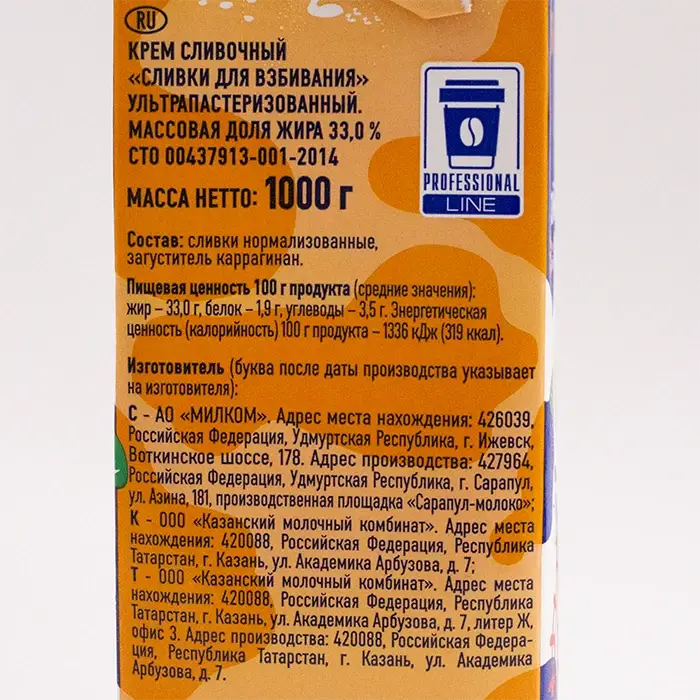 RU
КРЕМ СЛИВОЧНЫЙ
«СЛИВКИ ДЛЯ ВЗБИВАНИЯ»
УЛЬТРАПАСТЕРИЗОВАННЫЙ.
МАССОВАЯ ДОЛЯ ЖИРА 33,0 %
СТО 00437913-001-2014
МАССА НЕТТО: 1000 г
PROFESSIONAL
LINE
Состав: сливки нормализованные,
загуститель каррагинан.
Пищевая ценность 100 г продукта (средние значения):
жир – 33,0 г, белок – 1,9 г, углеводы – 3,5 г. Энергетическая
ценность (калорийность) 100 г продукта – 1336 кДж (319 ккал).
Изготовитель (буква после даты производства указывает
на изготовителя):
С - АО «МИЛКОМ». Адрес места нахождения: 426039,
Российская Федерация, Удмуртская Республика, г. Ижевск,
Воткинское шоссе, 178. Адрес производства: 427964,
Российская Федерация, Удмуртская Республика, г. Сарапул,
ул. Азина, 181, производственная площадка «Сарапул-молоко»;
К - ООО «Казанский молочный комбинат». Адрес места
нахождения: 420088, Российская Федерация, Республика
Татарстан, г. Казань, ул. Академика Арбузова, д. 7;
Т - ООО «Казанский молочный комбинат». Адрес места
нахождения: 420088, Российская Федерация, Республика
Татарстан, г. Казань, ул. Академика Арбузова, д. 7, литер Ж,
офис 3. Адрес производства: 420088, Российская Федера-
ция, Республика Татарстан, г. Казань, ул. Академика
Арбузова, д. 7.